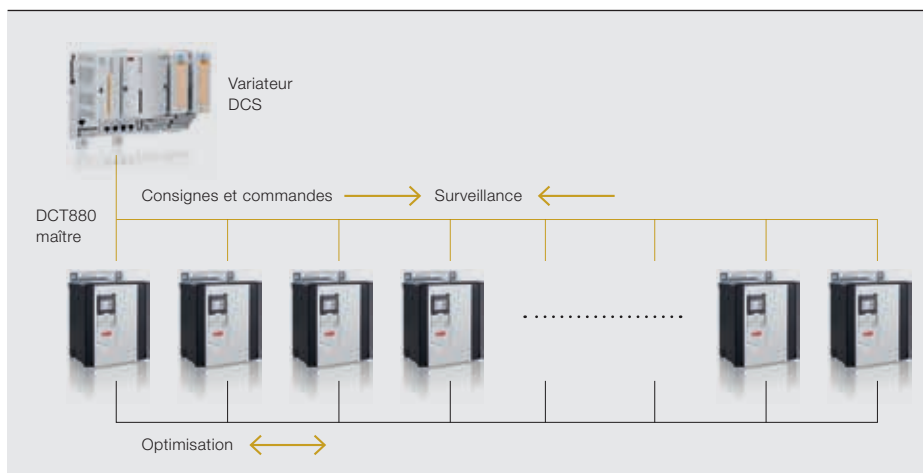 Variateur
DCS
Consignes et commandes
Surveillance
DCT880
maître
Optimisation